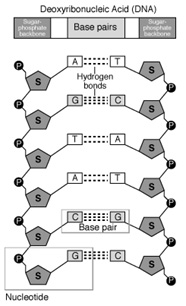 Deoxyribonucleic Acid (DNA)
Sugar-
phosphate
backbone
Base pairs
Sugar-
phosphate
backbone
P
A
T
S
S
P
Hydrogen
bonds
P
G
C
S
S
P
P
T
A
S
S
P
P
A
T
S
S
P
P
C
G
S
S
P
Base pair
P
G
C
S
S
P
Nucleotide